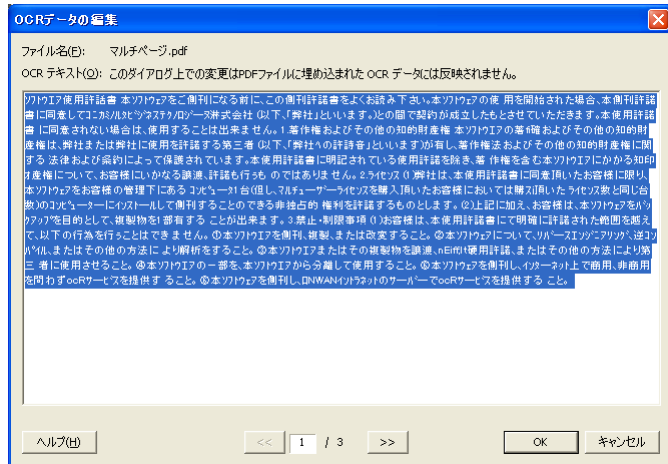 OCRデータの編集
ファイル名(F): マルチページ.pdf
OCR テキスト(O): このダイアログ上での変更はPDFファイルに埋め込まれた OCR データには反映されません。
ソフトウエア使用許話書 本ソフトウェアをご側刊になる前に、この側刊許諾書をよくお読み下さい。本ソフトウェアの使 用を開始された場合、本側刊許諾
書に同意してコニカミノルタビジネステクノロジーズ株式会社 (以下、「弊社」といいます。)との間で契約が成立したもとさせていただきます。本使用許諾
書 に同意されない場合は、使用することは出来ません。1.著作権およびその他の知的財産権 本ソフトウエアの著作権およびその他の知的財
産権は、弊社または弊社に使用を許諾する第三者 (以下、「弊社への許諾者」といいます)が有し、著作権法およびその他の知的財産権に関
する 法律および条約によって保護されています。本使用許諾書に明記されている使用許諾を除き、著 作権を含む本ソフトウエアにかかる知印
オ産権について、お客様にいかなる譲渡、許諾も行うも のではありません。2.ライセンス (1)弊社は、本使用許諾書に同意頂いたお客様に限り、
本ソフトウェアをお客様の管理下にある コンピュータ1台(但し、マルチューザーライセンスを購入頂いたお客様においては購ス頂いた ライセンス数と同じ台
数)のコンピューターにインストールして側刊することのできる非独占的 権利を許諾するものとします。(2)上記に加え、お客様は、本ソフトウェアをバッ
クアップを目的として、複製物を1部有する ことが出来ます。3.禁止・制限事項 (1)お客様は、本使用許諾書にて明確に許諾された範囲を越え
て、以下の行為を行うことはできま せん。①本ソフトウエアを側刊、複製、または改変すること。②本ソフトウェアについて、リバースエンジニアリング、逆コン
パイル、またはその他の方法に より解析をすること。③本ソフトウエアまたはその複製物を譲渡、nEiffit硬用許諾、またはその他の方法により第
三 者に使用させること。④本ソフトウエアの一部を、本ソフトウエアから分離して使用すること。⑤本ソフトウェアを側刊し、インターネット上で商用、非商用
を問わずocRサービスを提供す ること。⑥本ソフトウェアを側刊し、ロNWANイントラネットのサーバーでocRサービスを提供する こと。
ヘルプ(H) << 1 / 3 >> OK キャンセル